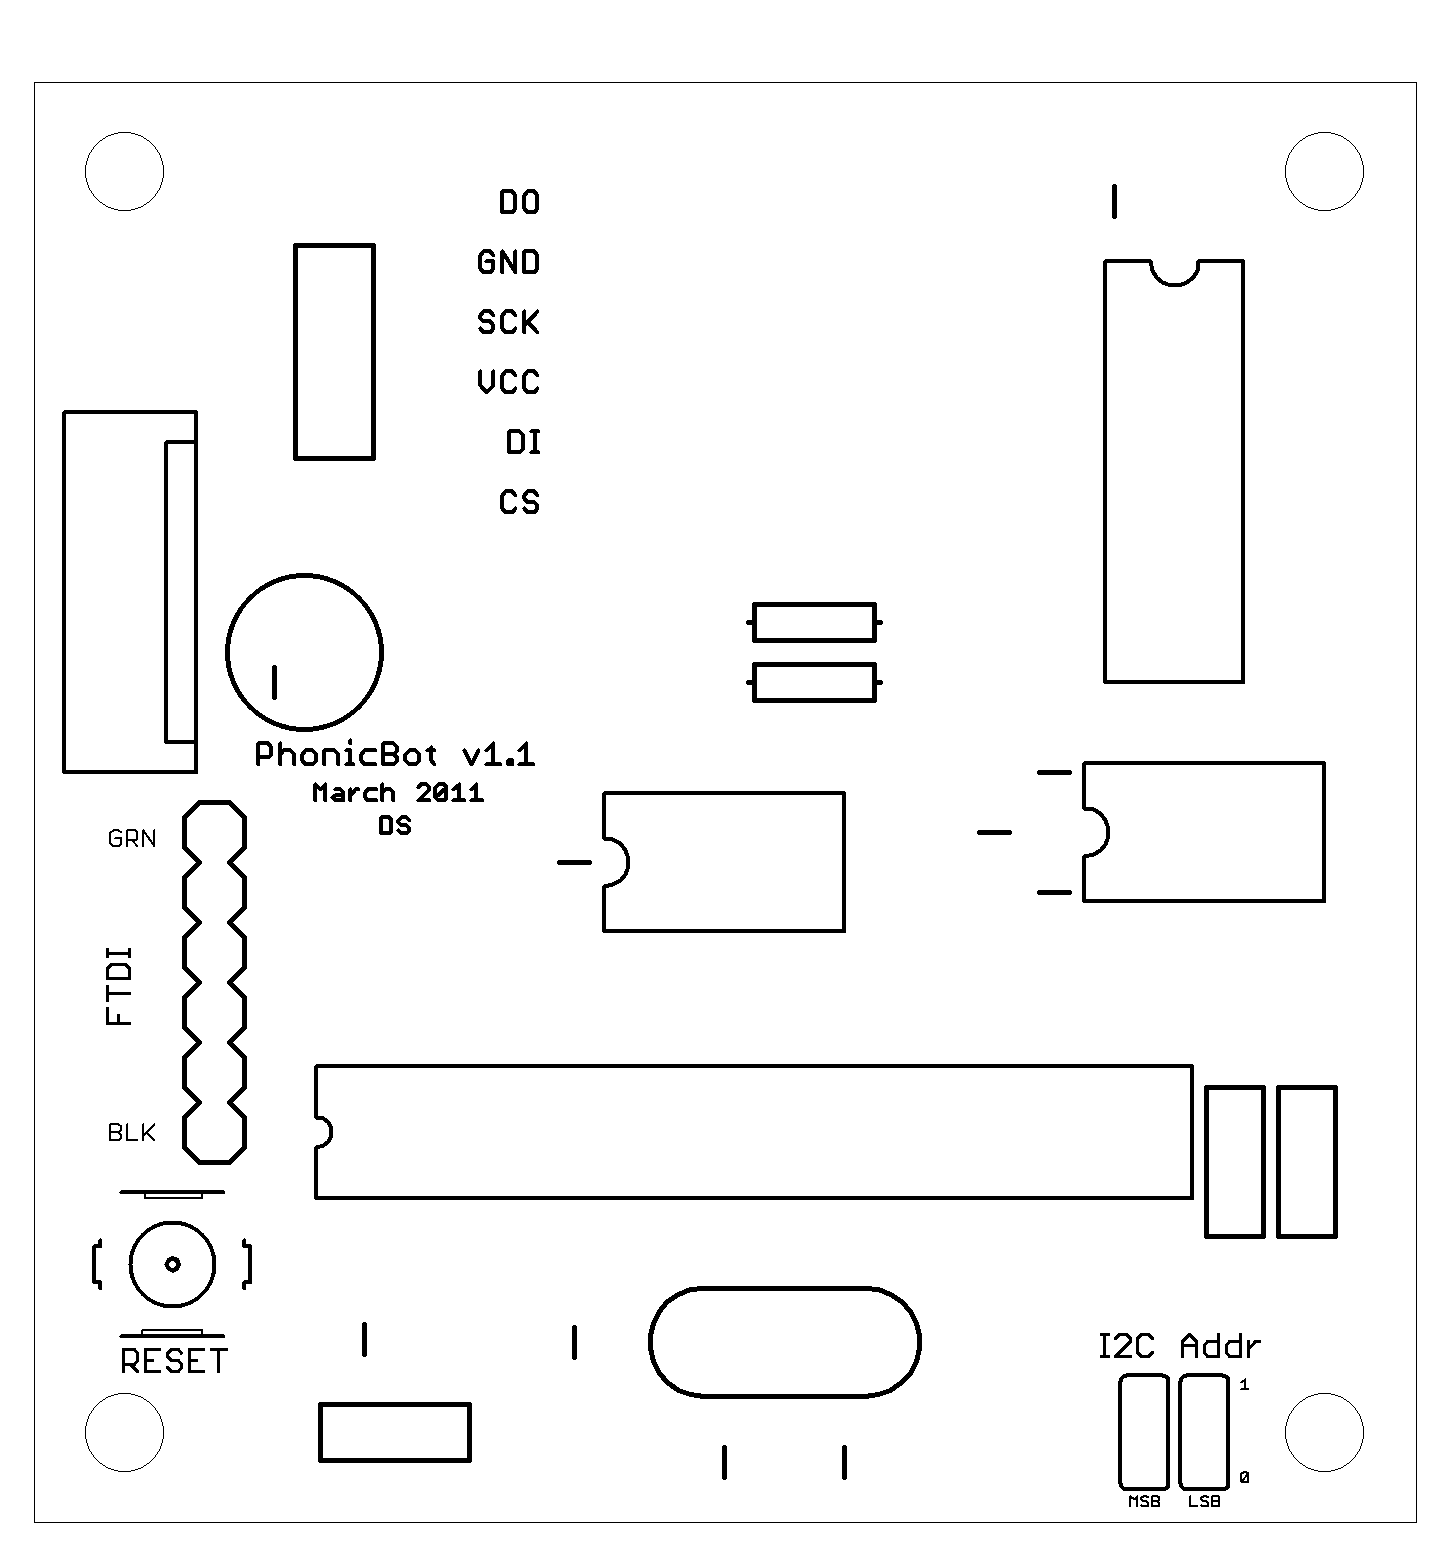 DO
GND
SCK
VCC
DI
CS
PhonicBot v1.1
March 2011
DS
GRN
FTDI
BLK
RESET
I2C Addr
1
0
MSB LSB